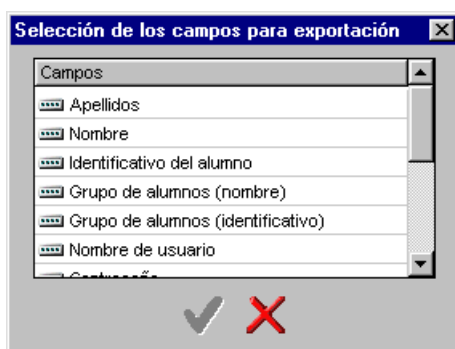 Selección de los campos para exportación
Campos
Apellidos
Nombre
Identificativo del alumno
Grupo de alumnos (nombre)
Grupo de alumnos (identificativo)
Nombre de usuario